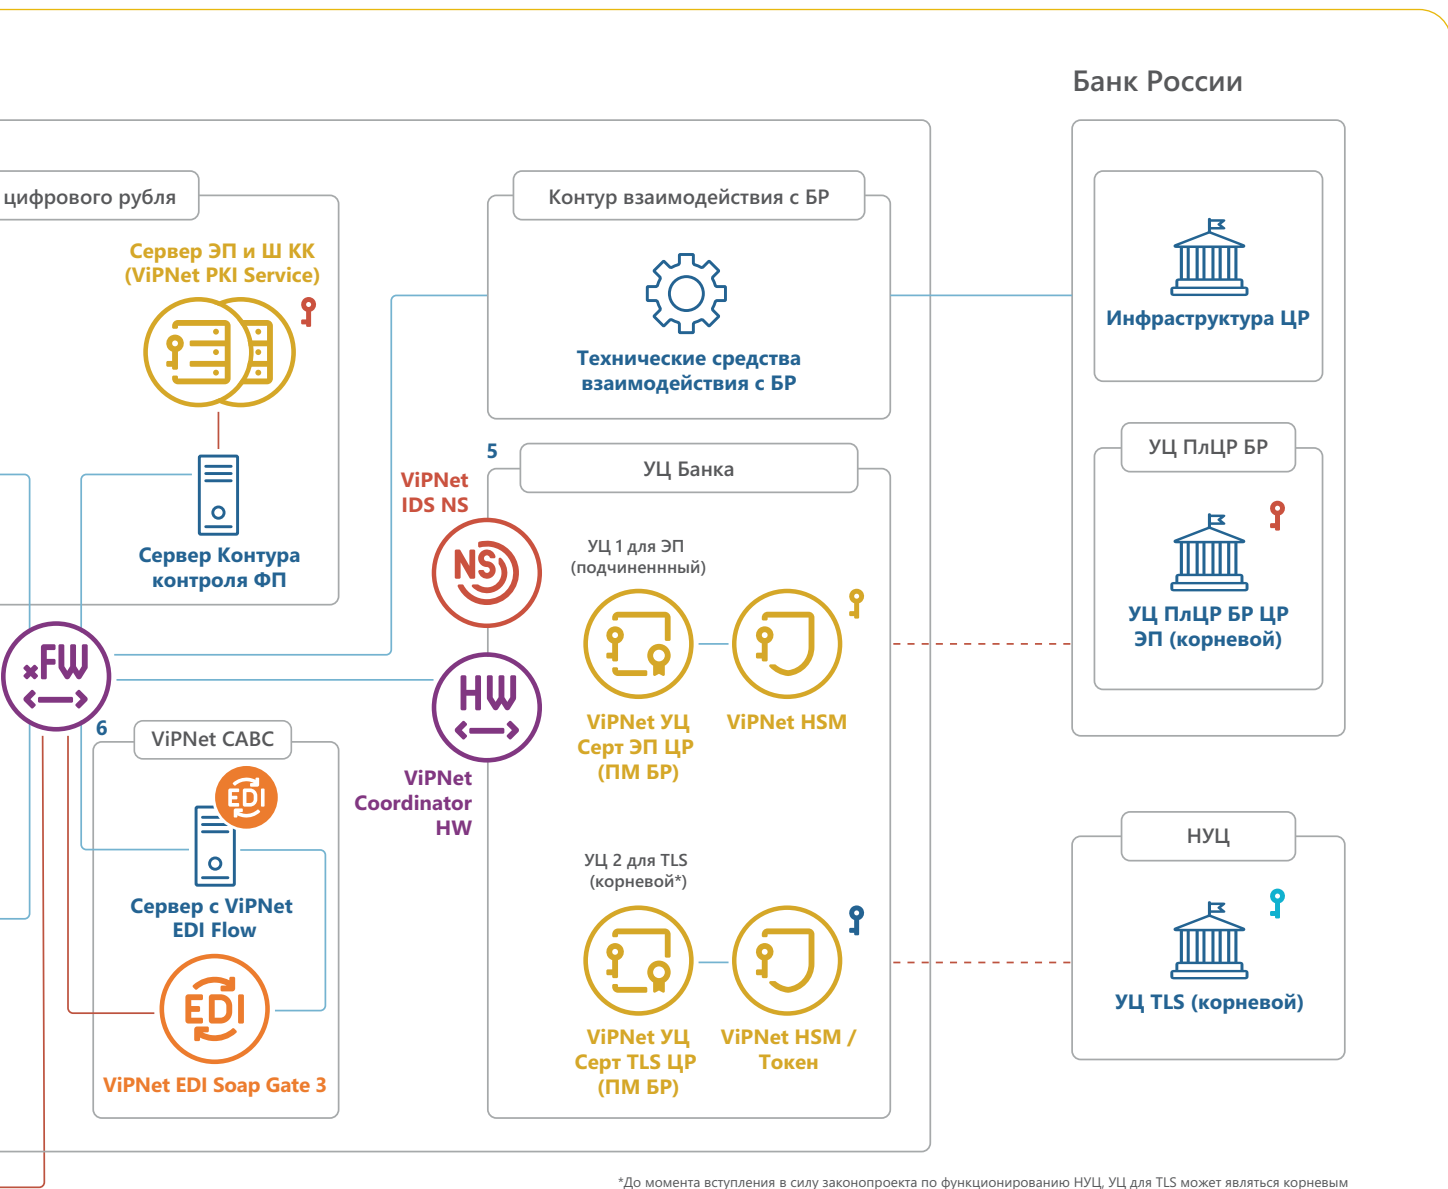 Банк России
цифрового рубля
Сервер ЭП и Ш КК
(ViPNet PKI Service)
Сервер Контура
контроля ФП
Контур взаимодействия с БР
Технические средства
взаимодействия с БР
Инфраструктура ЦР
УЦ ПлЦР БР
УЦ ПлЦР БР ЦР
ЭП (корневой)
5
УЦ Банка
ViPNet
IDS NS
NS
УЦ 1 для ЭП
(подчиненнный)
ViPNet УЦ
Серт ЭП ЦР
(ПМ БР)
ViPNet HSM
xFW
HW
ViPNet
Coordinator
HW
6
ViPNet САВС
EDI
Сервер с ViPNet
EDI Flow
EDI
ViPNet EDI Soap Gate 3
УЦ 2 для TLS
(корневой*)
ViPNet УЦ
Серт TLS ЦР
(ПМ БР)
ViPNet HSM /
Токен
НУЦ
УЦ TLS (корневой)
*До момента вступления в силу законопроекта по функционированию НУЦ, УЦ для TLS может являться корневым